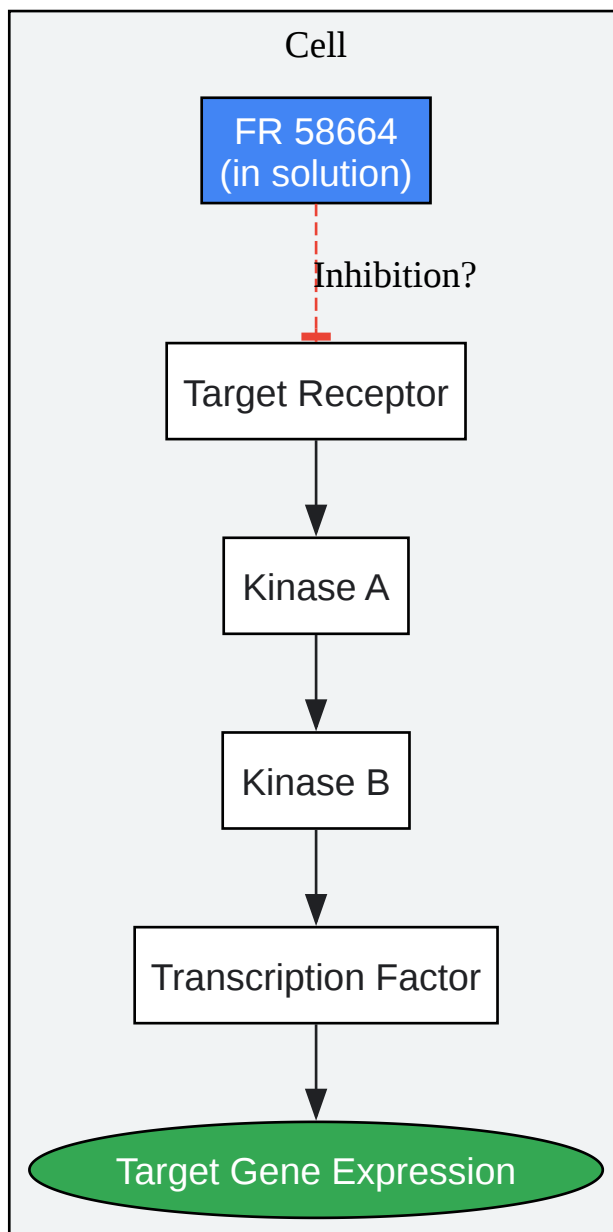 Cell
FR 58664
(in solution)
Inhibition?
Target Receptor
Kinase A
Kinase B
Transcription Factor
Target Gene Expression